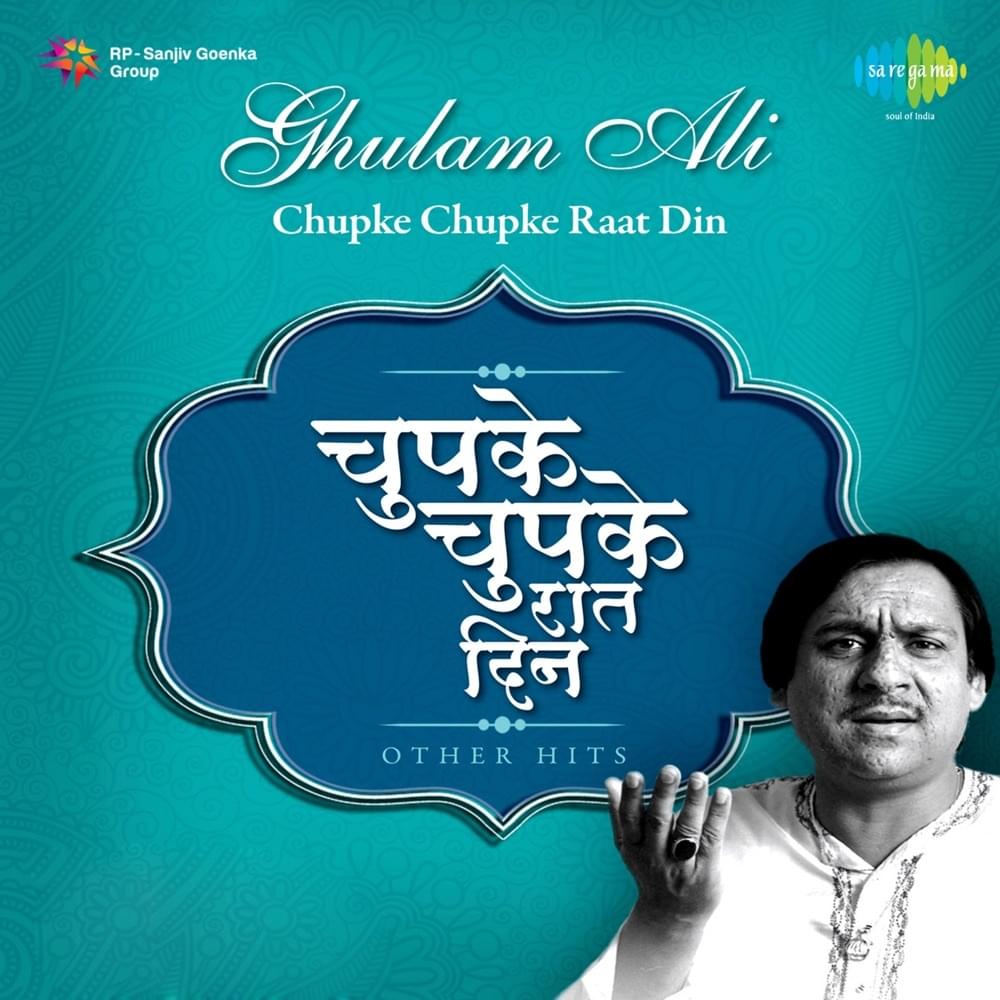 RP-Sanjiv Goenka
Group
sa re ga ma
soul of India
Ghulam Ali
Chupke Chupke Raat Din
चुपके
चुपके
रात
दिन
OTHER HITS